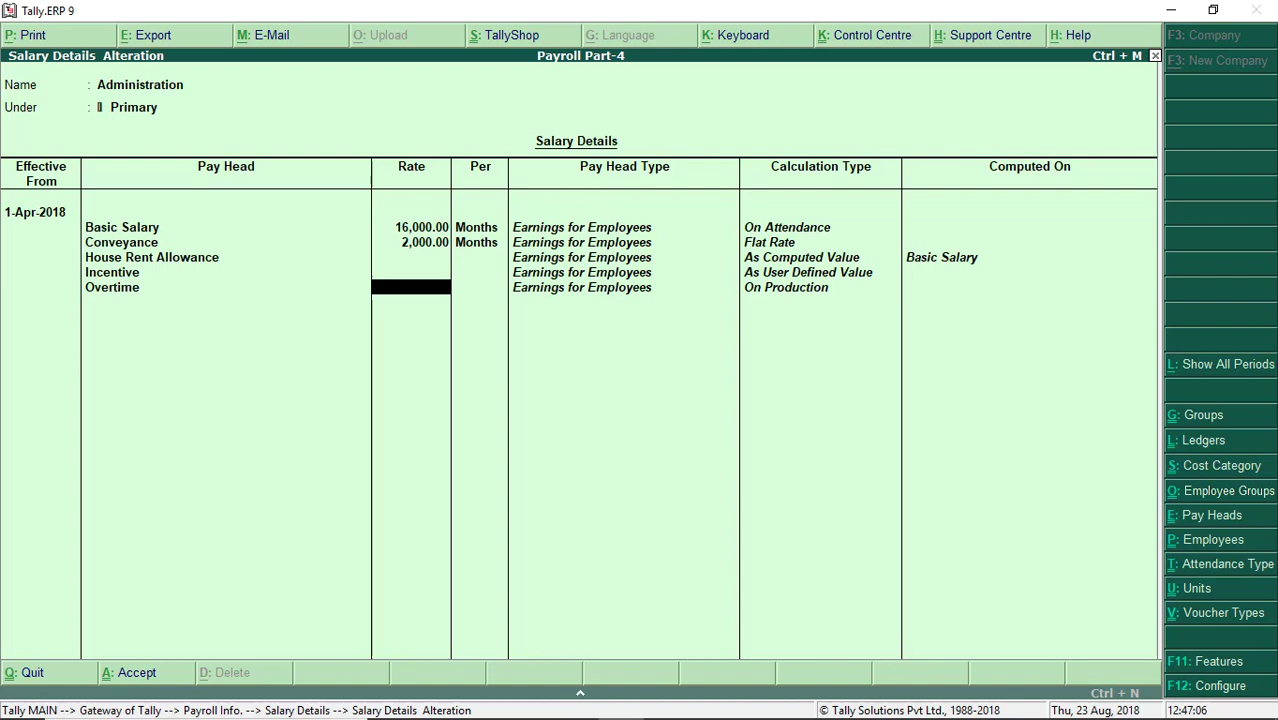 Tally.ERP 9
P: Print E: Export M: E-Mail O: Upload S: TallyShop G: Language K: Keyboard K: Control Centre H: Support Centre H: Help F3: Company
Salary Details Alteration Payroll Part-4 Ctrl + M F3: New Company
Name : Administration
Under : Primary
Salary Details
Effective From Pay Head Rate Per Pay Head Type Calculation Type Computed On
1-Apr-2018
Basic Salary 16,000.00 Months Earnings for Employees On Attendance
Conveyance 2,000.00 Months Earnings for Employees Flat Rate
House Rent Allowance Earnings for Employees As Computed Value Basic Salary
Incentive Earnings for Employees As User Defined Value
Overtime Earnings for Employees On Production
L: Show All Periods
G: Groups
L: Ledgers
S: Cost Category
O: Employee Groups
E: Pay Heads
P: Employees
T: Attendance Type
U: Units
V: Voucher Types
F11: Features
F12: Configure
Q: Quit A: Accept D: Delete
Ctrl + N
Tally MAIN --> Gateway of Tally --> Payroll Info. --> Salary Details --> Salary Details Alteration © Tally Solutions Pvt Ltd., 1988-2018 Thu, 23 Aug, 2018 12:47:06